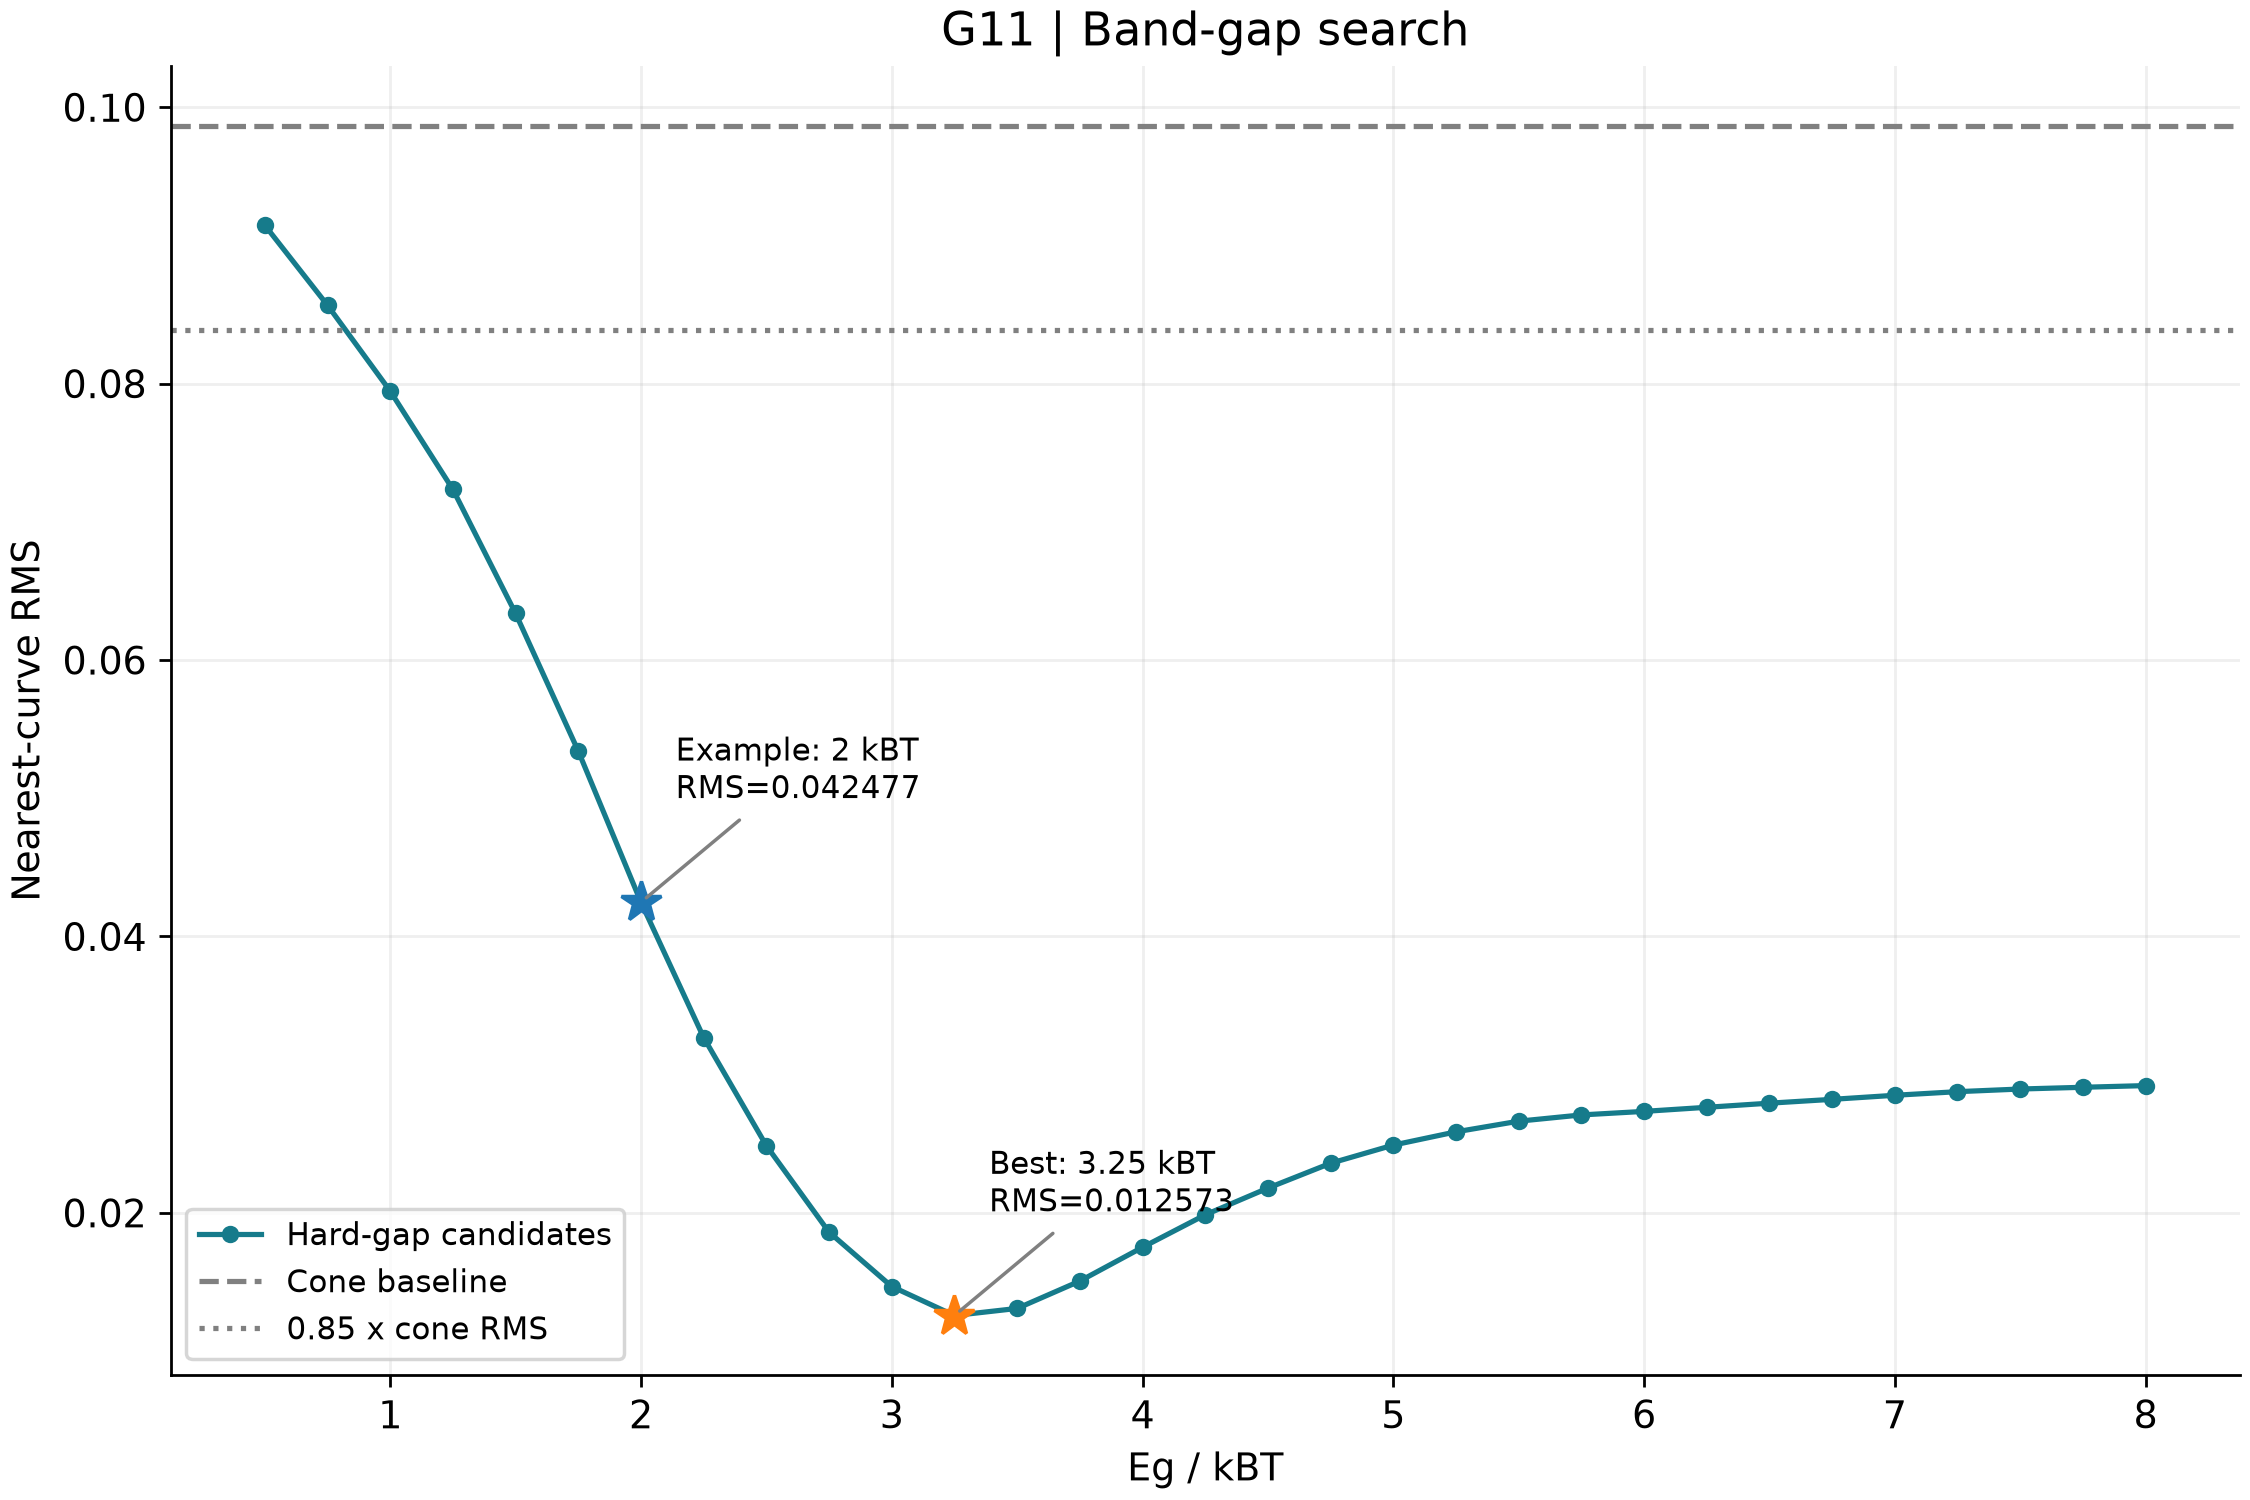 G11 | Band-gap search
0.10
0.08
0.06
0.04
0.02
Nearest-curve RMS
Example: 2 kBT
RMS=0.042477
Best: 3.25 kBT
RMS=0.012573
Hard-gap candidates
Cone baseline
0.85 x cone RMS
1 2 3 4 5 6 7 8
Eg / kBT